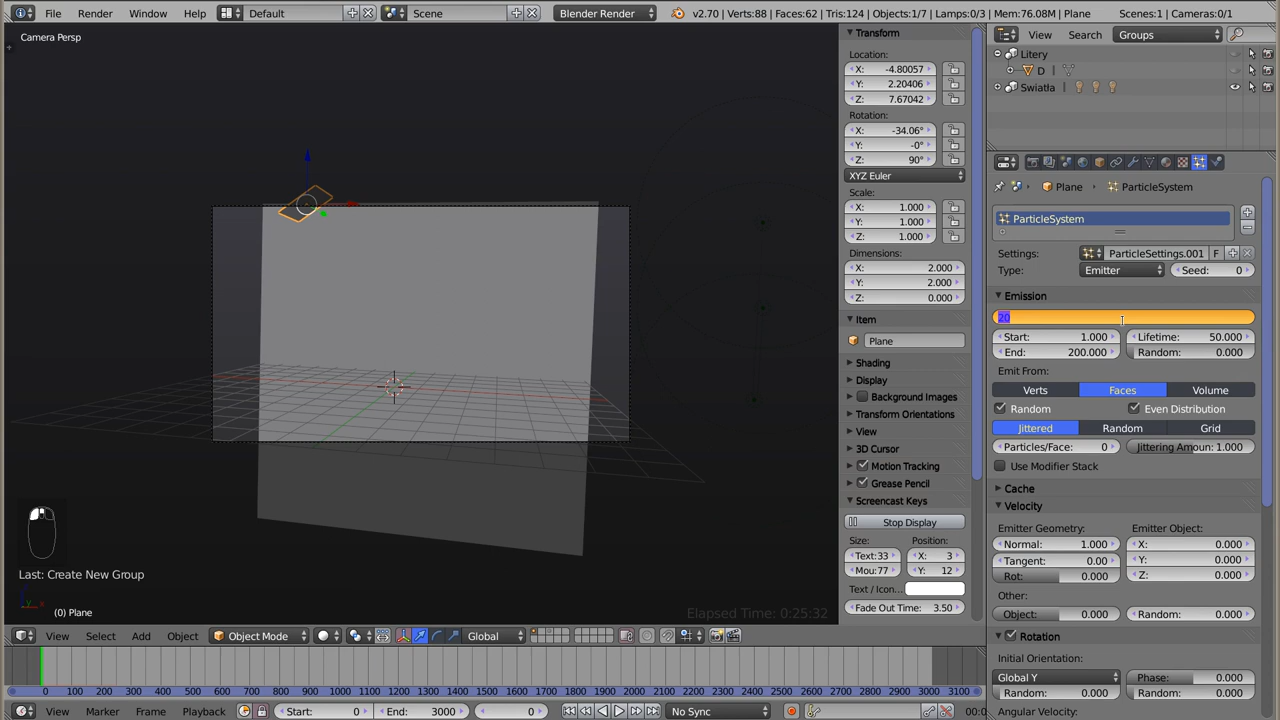 File Render Window Help Default Scene Blender Render v2.70 | Verts:88 | Faces:62 | Tris:124 | Objects:1/7 | Lamps:0/3 | Mem:76.08M | Plane Scenes:1 | Cameras:0/1
Camera Persp
Last: Create New Group
(0) Plane
Elapsed Time: 0:25:32
View Select Add Object Object Mode Global
0 100 200 300 400 500 600 700 800 900 1000 1100 1200 1300 1400 1500 1600 1700 1800 1900 2000 2100 2200 2300 2400 2500 2600 2700 2800 2900 3000 3100
View Marker Frame Playback Start: 0 End: 3000 0 No Sync 00:0
Transform
Location:
X: -4.80057
Y: 2.20406
Z: 7.67042
Rotation:
X: -34.06°
Y: -0°
Z: 90°
XYZ Euler
Scale:
X: 1.000
Y: 1.000
Z: 1.000
Dimensions:
X: 2.000
Y: 2.000
Z: 0.000
Item
Plane
Shading
Display
Background Images
Transform Orientations
View
3D Cursor
Motion Tracking
Grease Pencil
Screencast Keys
Stop Display
Size: Position:
Text:33 X: 3
Mou:77 Y: 12
Text / Icon...
Fade Out Time: 3.50
View Search Groups
Litery
D
Swiatła
Plane ParticleSystem
ParticleSystem
Settings: ParticleSettings.001 F
Type: Emitter Seed: 0
Emission
20
Start: 1.000 Lifetime: 50.000
End: 200.000 Random: 0.000
Emit From:
Verts Faces Volume
Random Even Distribution
Jittered Random Grid
Particles/Face: 0 Jittering Amoun: 1.000
Use Modifier Stack
Cache
Velocity
Emitter Geometry: Emitter Object:
Normal: 1.000 X: 0.000
Tangent: 0.00 Y: 0.000
Rot: 0.000 Z: 0.000
Other:
Object: 0.000 Random: 0.000
Rotation
Initial Orientation:
Global Y Phase: 0.000
Random: 0.000 Random: 0.000
Angular Velocity: